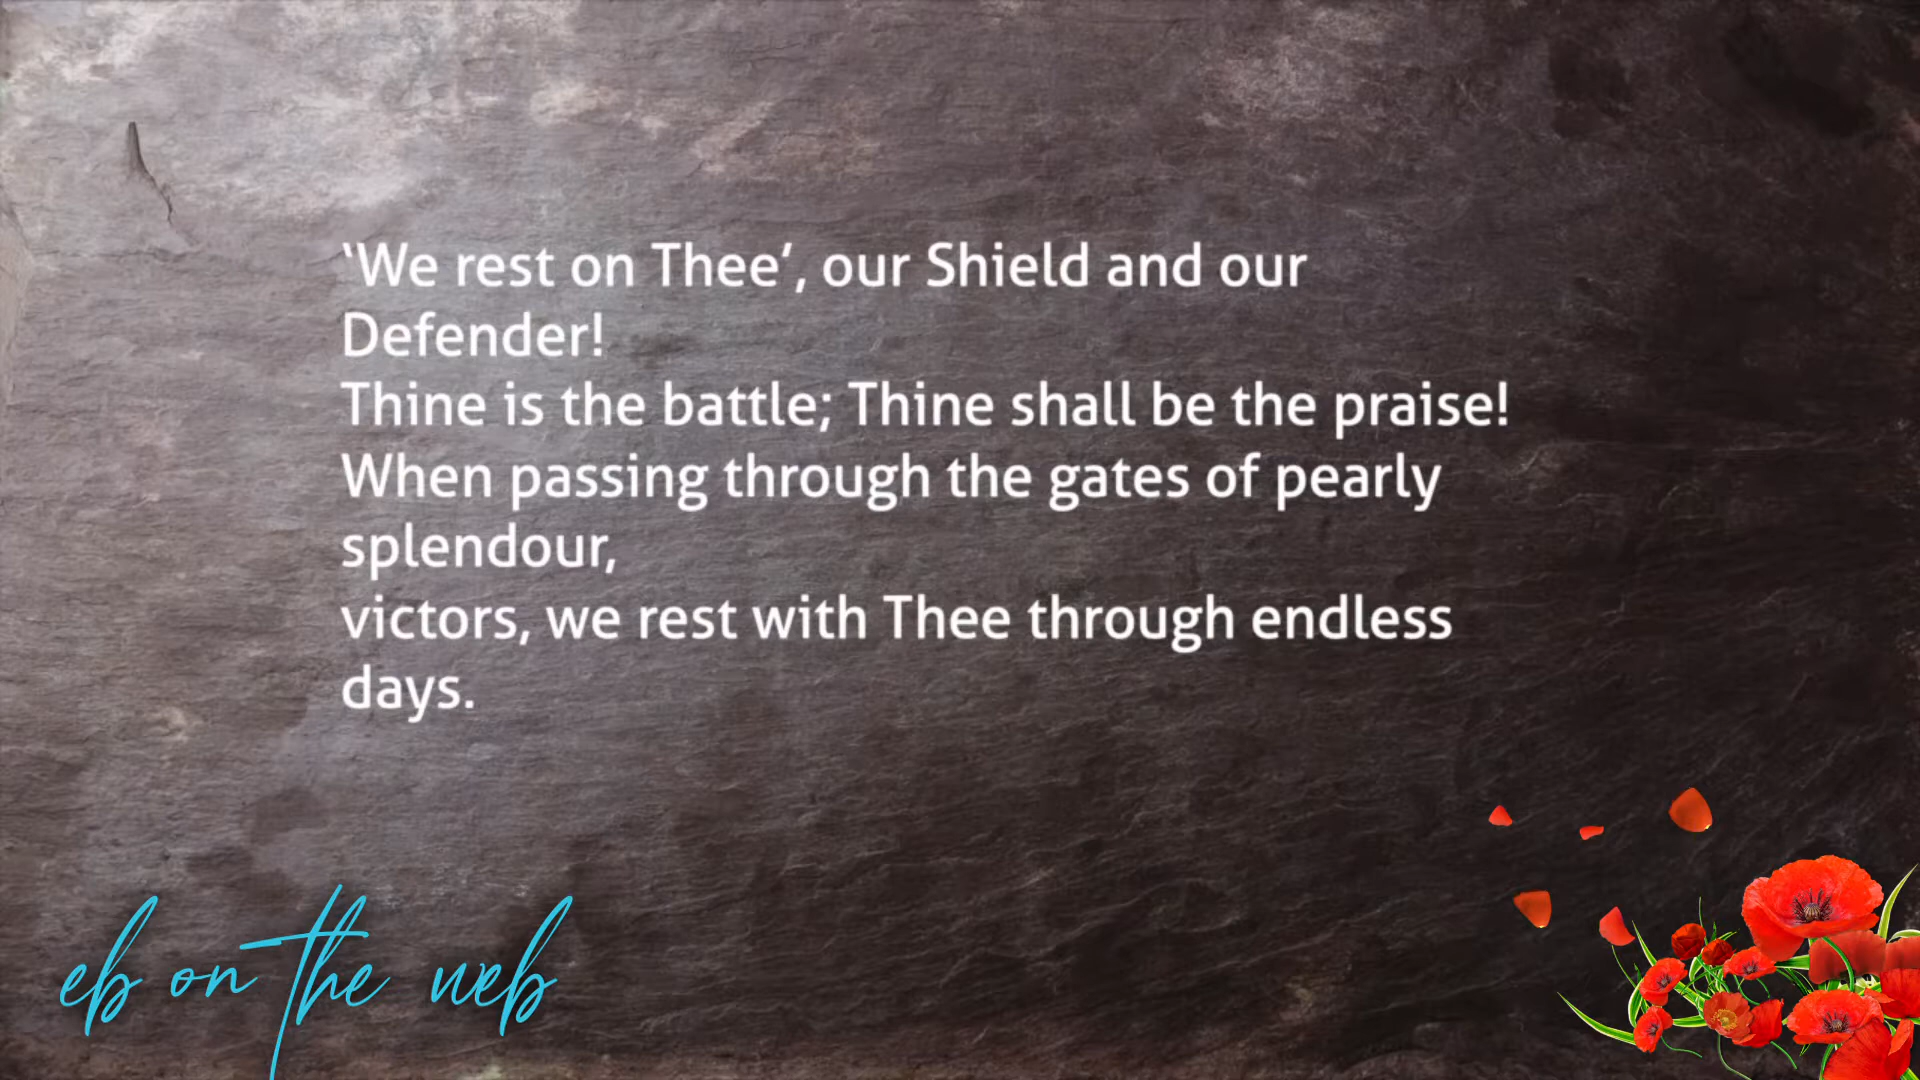 ‘We rest on Thee’, our Shield and our
Defender!
Thine is the battle; Thine shall be the praise!
When passing through the gates of pearly
splendour,
victors, we rest with Thee through endless
days.
eb on the web